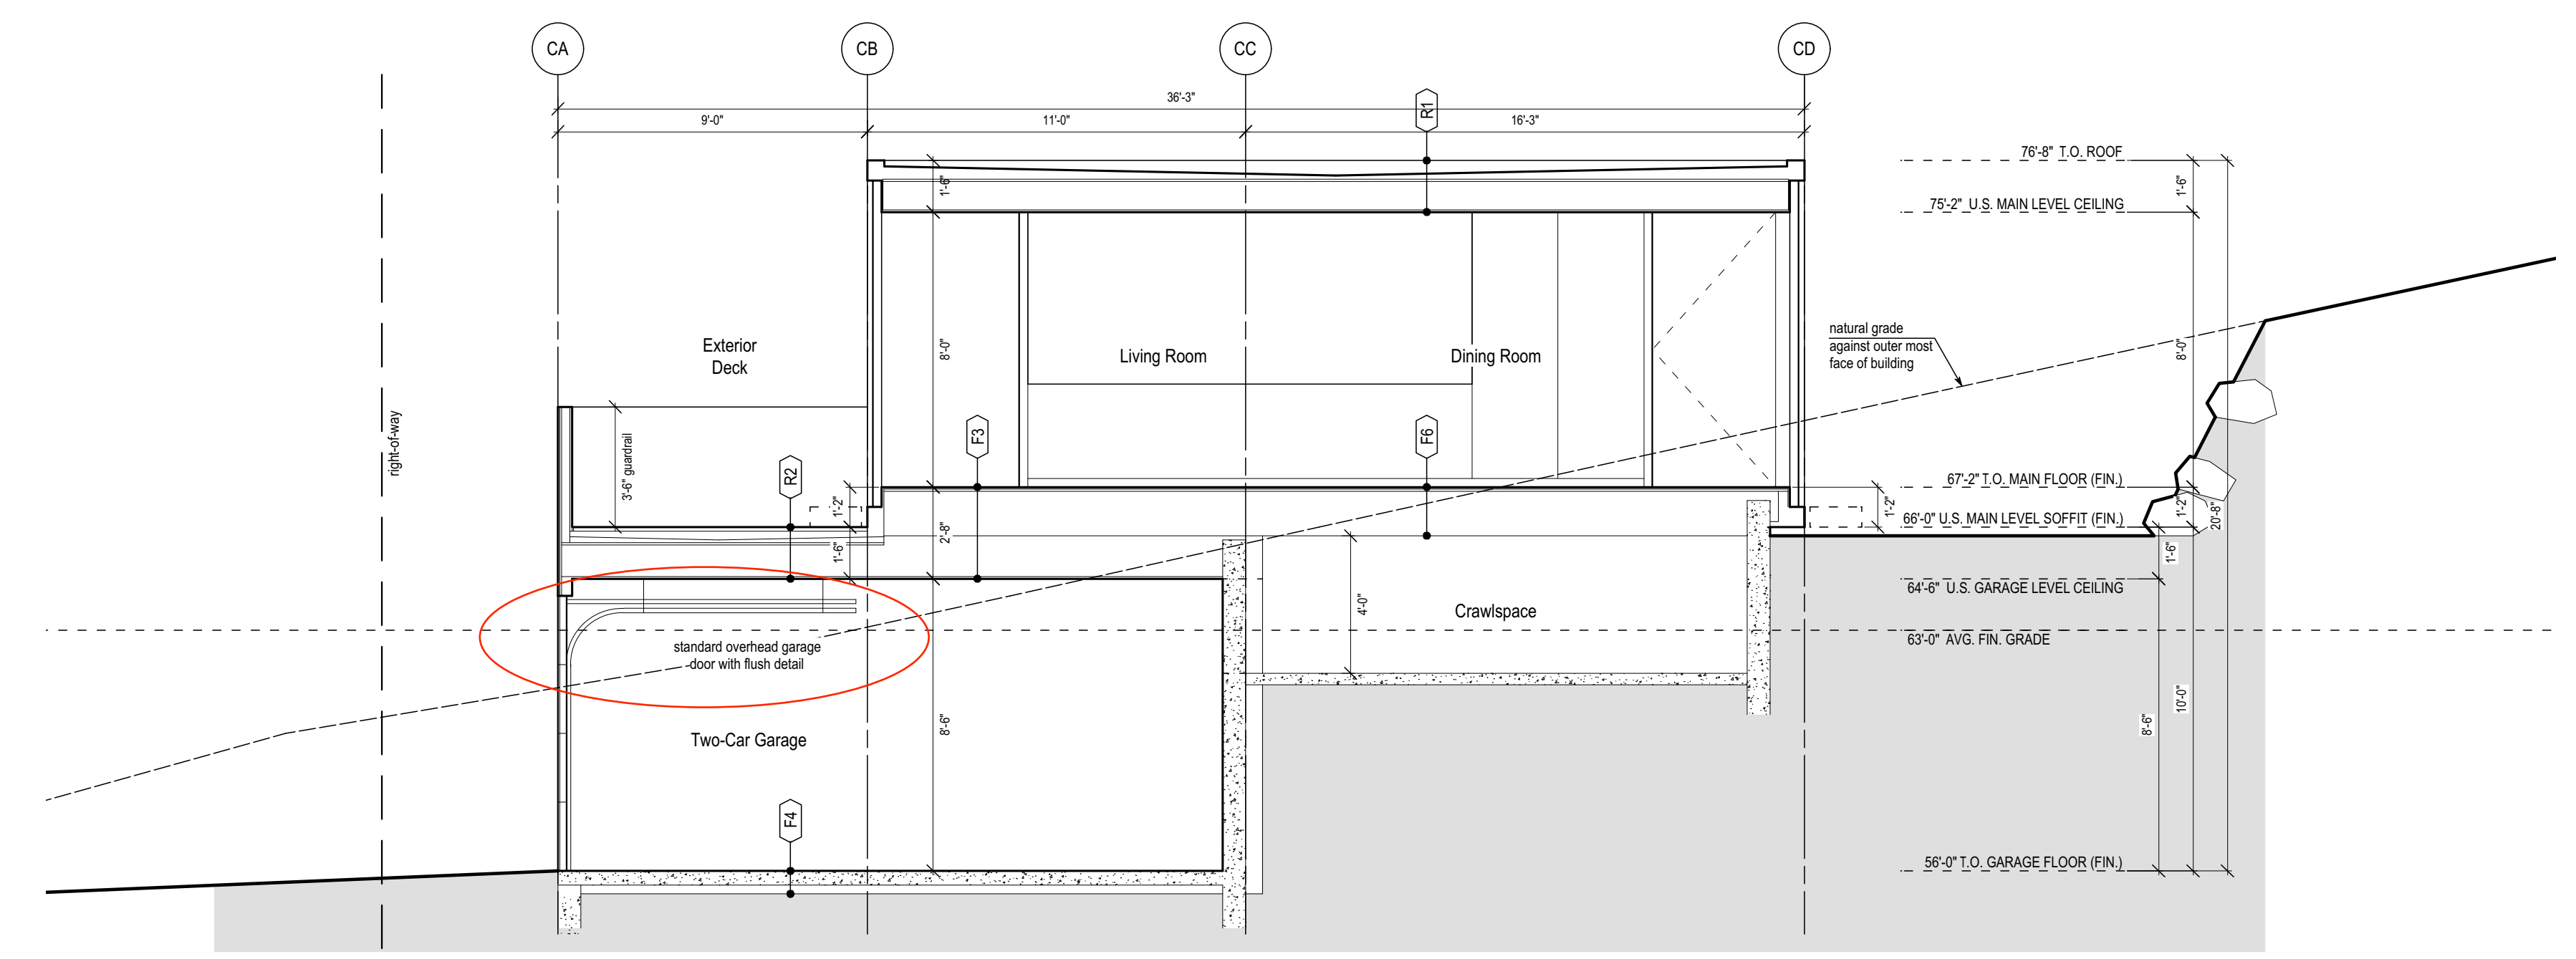 CA
CB
CC
CD
36'-3"
9'-0"
11'-0"
16'-3"
R1
76'-8" T.O. ROOF
1'-6"
1'-6"
75'-2" U.S. MAIN LEVEL CEILING
natural grade
against outer most
face of building
Exterior
Deck
8'-0"
Living Room
Dining Room
8'-0"
right-of-way
3'-6" guardrail
R2
F3
F6
67'-2" T.O. MAIN FLOOR (FIN.)
1'-2"
1'-2"
1'-2"
20'-8"
66'-0" U.S. MAIN LEVEL SOFFIT (FIN.)
1'-6"
2'-8"
1'-6"
64'-6" U.S. GARAGE LEVEL CEILING
4'-0"
Crawlspace
63'-0" AVG. FIN. GRADE
standard overhead garage
door with flush detail
Two-Car Garage
8'-6"
8'-6"
10'-0"
F4
56'-0" T.O. GARAGE FLOOR (FIN.)